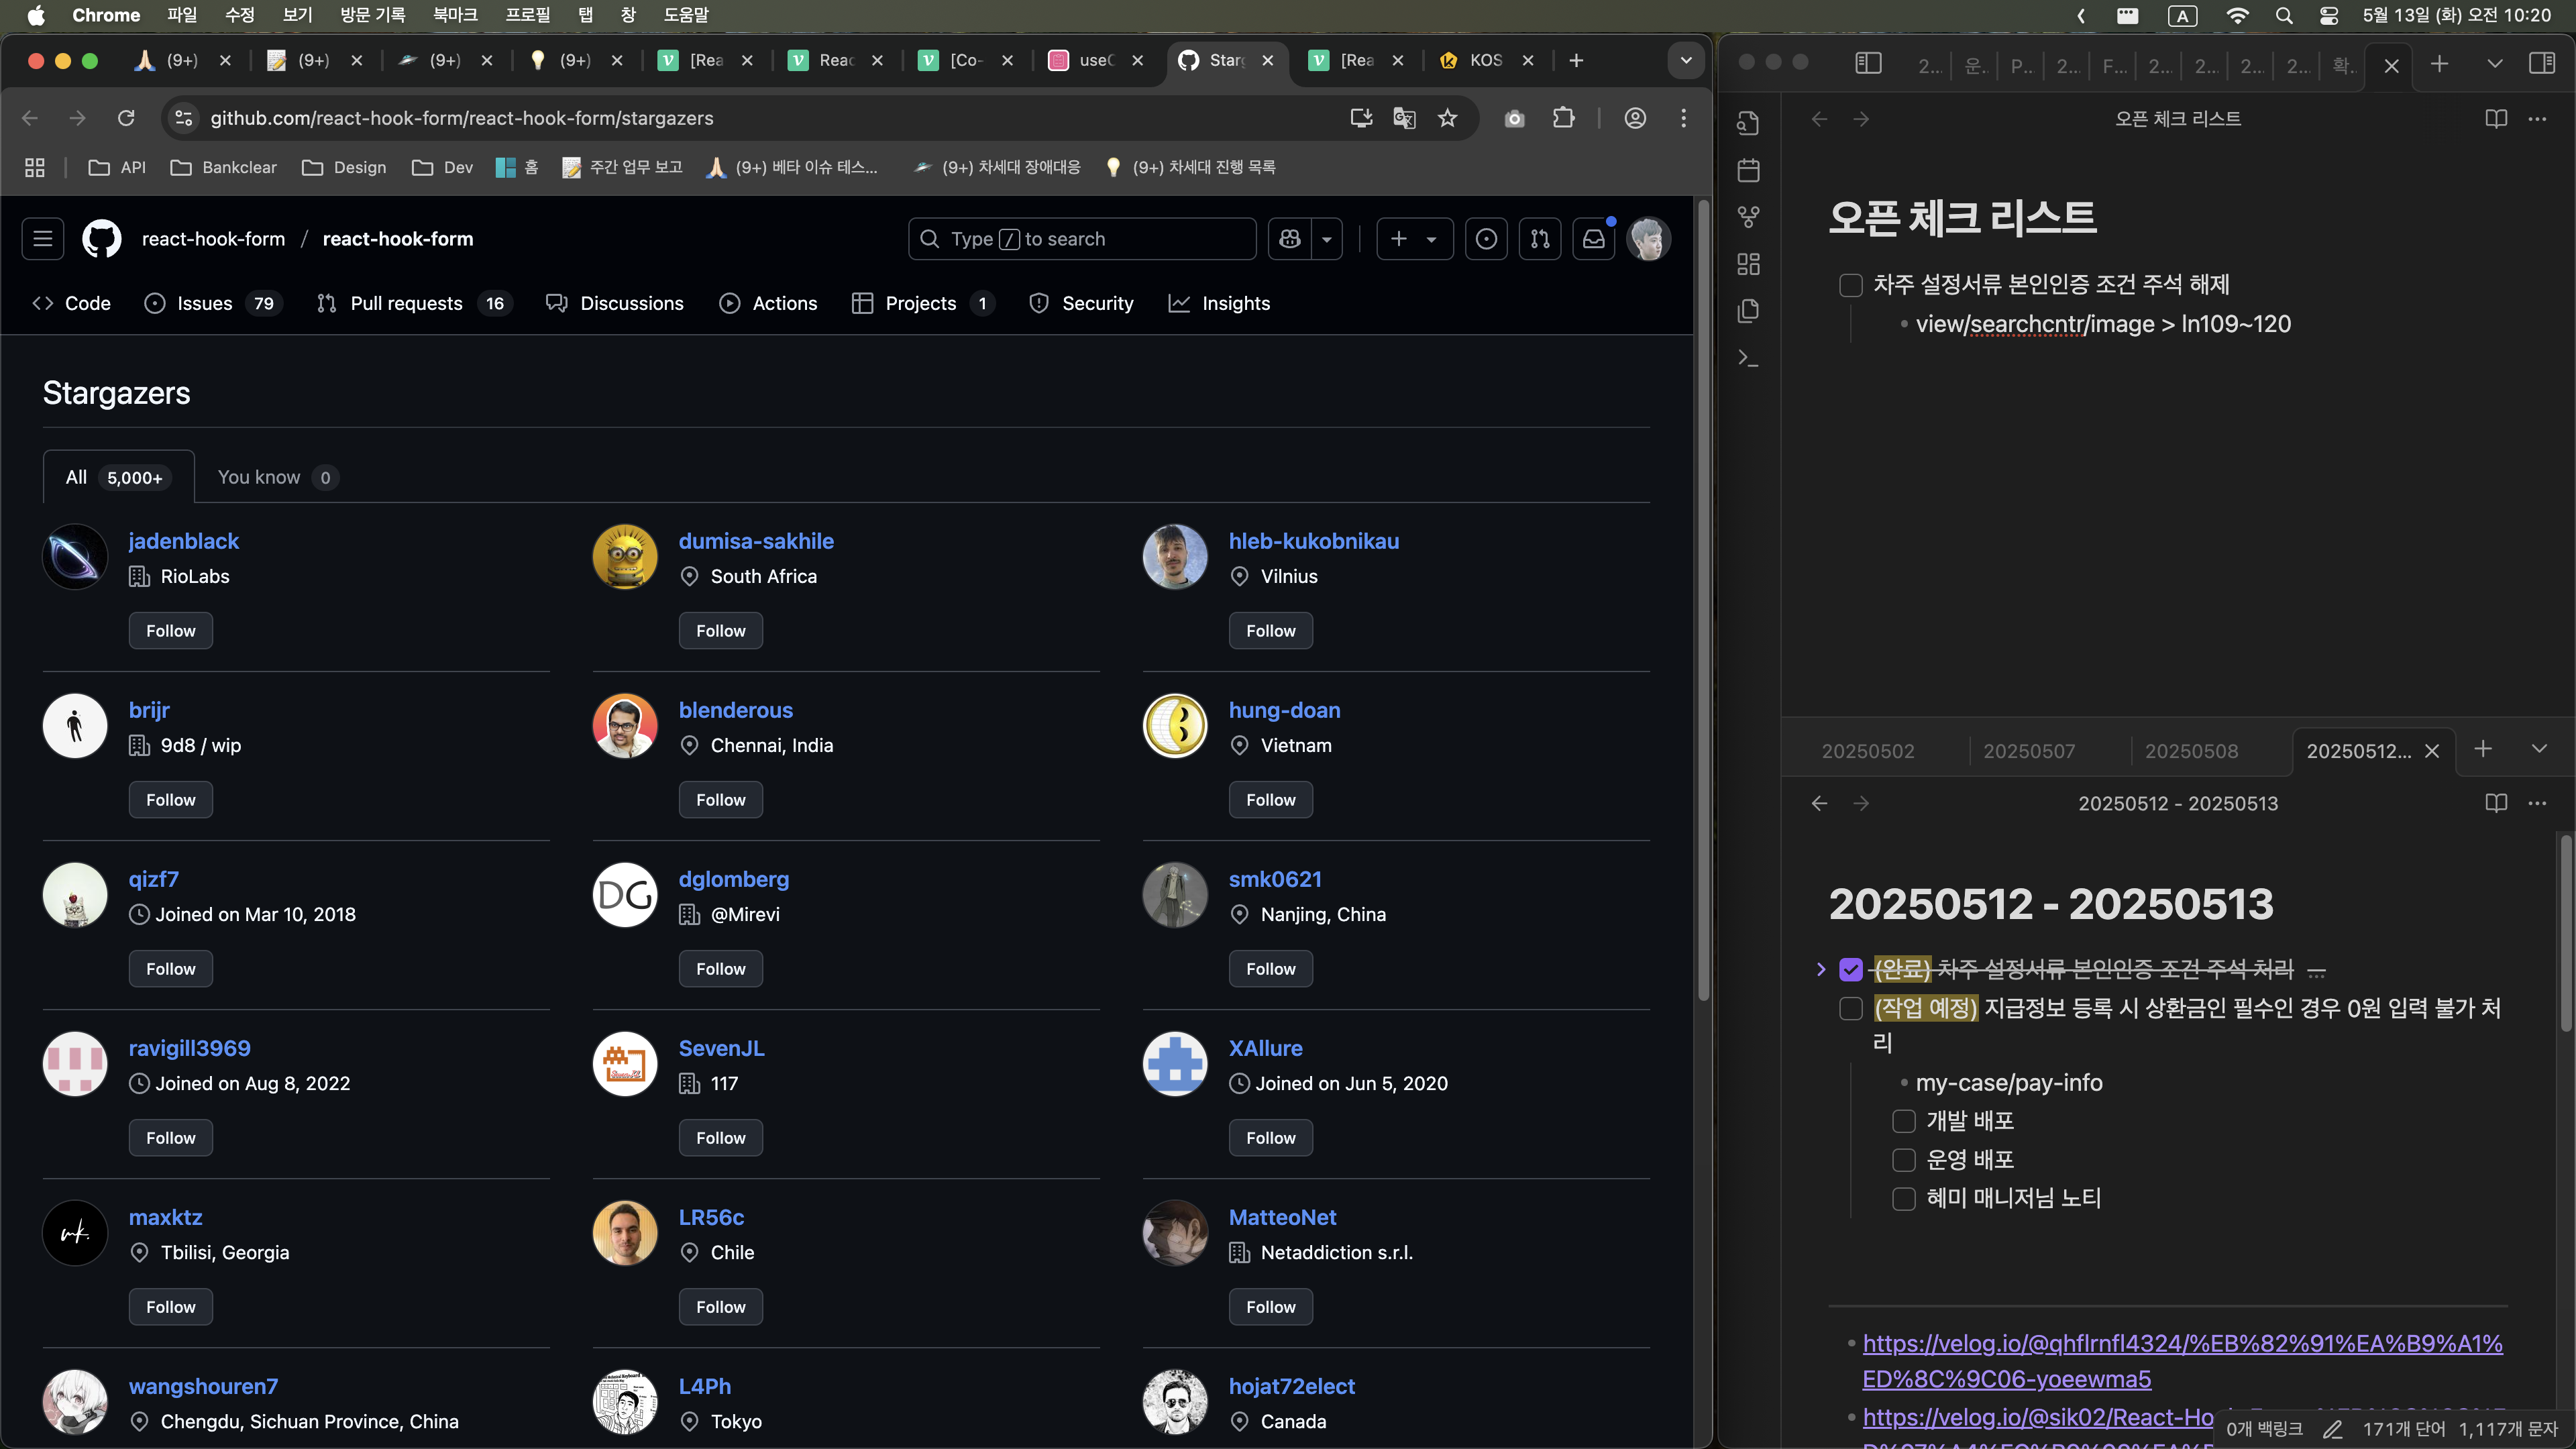 Chrome 파일 수정 보기 방문 기록 북마크 프로필 탭 창 도움말
A 5월 13일 (화) 오전 10:20
(9+) (9+) (9+) (9+) [Rea Reac [Co- useC Starg [Rea KOS
github.com/react-hook-form/react-hook-form/stargazers
API Bankclear Design Dev 홈 주간 업무 보고 (9+) 베타 이슈 테스... (9+) 차세대 장애대응 (9+) 차세대 진행 목록
react-hook-form / react-hook-form
Type / to search
Code Issues 79 Pull requests 16 Discussions Actions Projects 1 Security Insights
Stargazers
All 5,000+ You know 0
jadenblack dumisa-sakhile hleb-kukobnikau
RioLabs South Africa Vilnius
Follow Follow Follow
brijr blenderous hung-doan
9d8 / wip Chennai, India Vietnam
Follow Follow Follow
qizf7 dglomberg smk0621
DG
Joined on Mar 10, 2018 @Mirevi Nanjing, China
Follow Follow Follow
ravigill3969 SevenJL XAllure
Joined on Aug 8, 2022 117 Joined on Jun 5, 2020
Follow Follow Follow
maxktz LR56c MatteoNet
mk.
Tbilisi, Georgia Chile Netaddiction s.r.l.
Follow Follow Follow
wangshouren7 L4Ph hojat72elect
Chengdu, Sichuan Province, China Tokyo Canada
2... 운. P... 2... F... 2... 2... 2... 2... 확.
오픈 체크 리스트
오픈 체크 리스트
차주 설정서류 본인인증 조건 주석 해제
view/searchcntr/image > ln109~120
20250502 20250507 20250508 20250512...
20250512 - 20250513
20250512 - 20250513
(완료) 차주 설정서류 본인인증 조건 주석 처리 ...
(작업 예정) 지급정보 등록 시 상환금인 필수인 경우 0원 입력 불가 처
리
my-case/pay-info
개발 배포
운영 배포
혜미 매니저님 노티
https://velog.io/@qhflrnfl4324/%EB%82%91%EA%B9%A1%
ED%8C%9C06-yoeewma5
https://velog.io/@sik02/React-Ho
0개 백링크 171개 단어 1,117개 문자